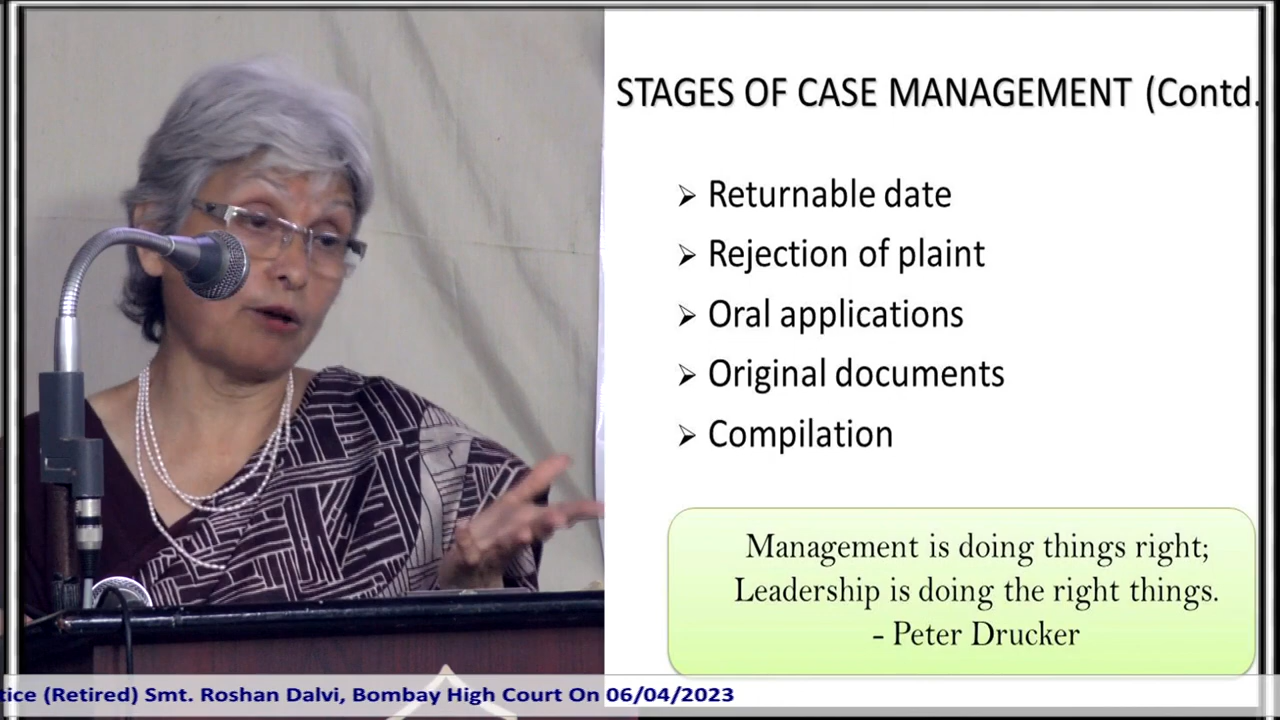 STAGES OF CASE MANAGEMENT (Contd.
Returnable date
Rejection of plaint
Oral applications
Original documents
Compilation
Management is doing things right;
Leadership is doing the right things.
- Peter Drucker
tice (Retired) Smt. Roshan Dalvi, Bombay High Court On 06/04/2023